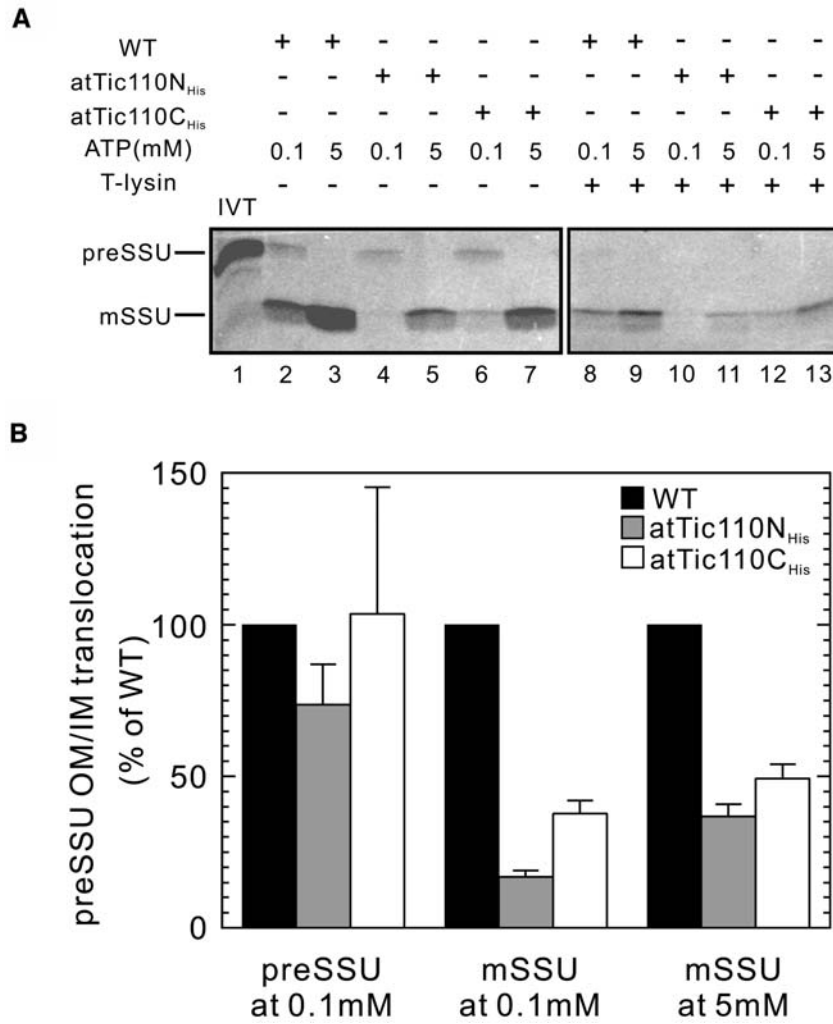 A
WT + + - - - - + + - - - -
atTic110NHis - - + + - - - - + + - -
atTic110CHis - - - - + + - - - - + +
ATP(mM) 0.1 5 0.1 5 0.1 5 0.1 5 0.1 5 0.1 5
T-lysin - - - - - - + + + + + +
IVT
preSSU
mSSU
1 2 3 4 5 6 7 8 9 10 11 12 13
B
preSSU OM/IM translocation
(% of WT)
150
100
50
0
WT
atTic110NHis
atTic110CHis
preSSU
at 0.1mM
mSSU
at 0.1mM
mSSU
at 5mM